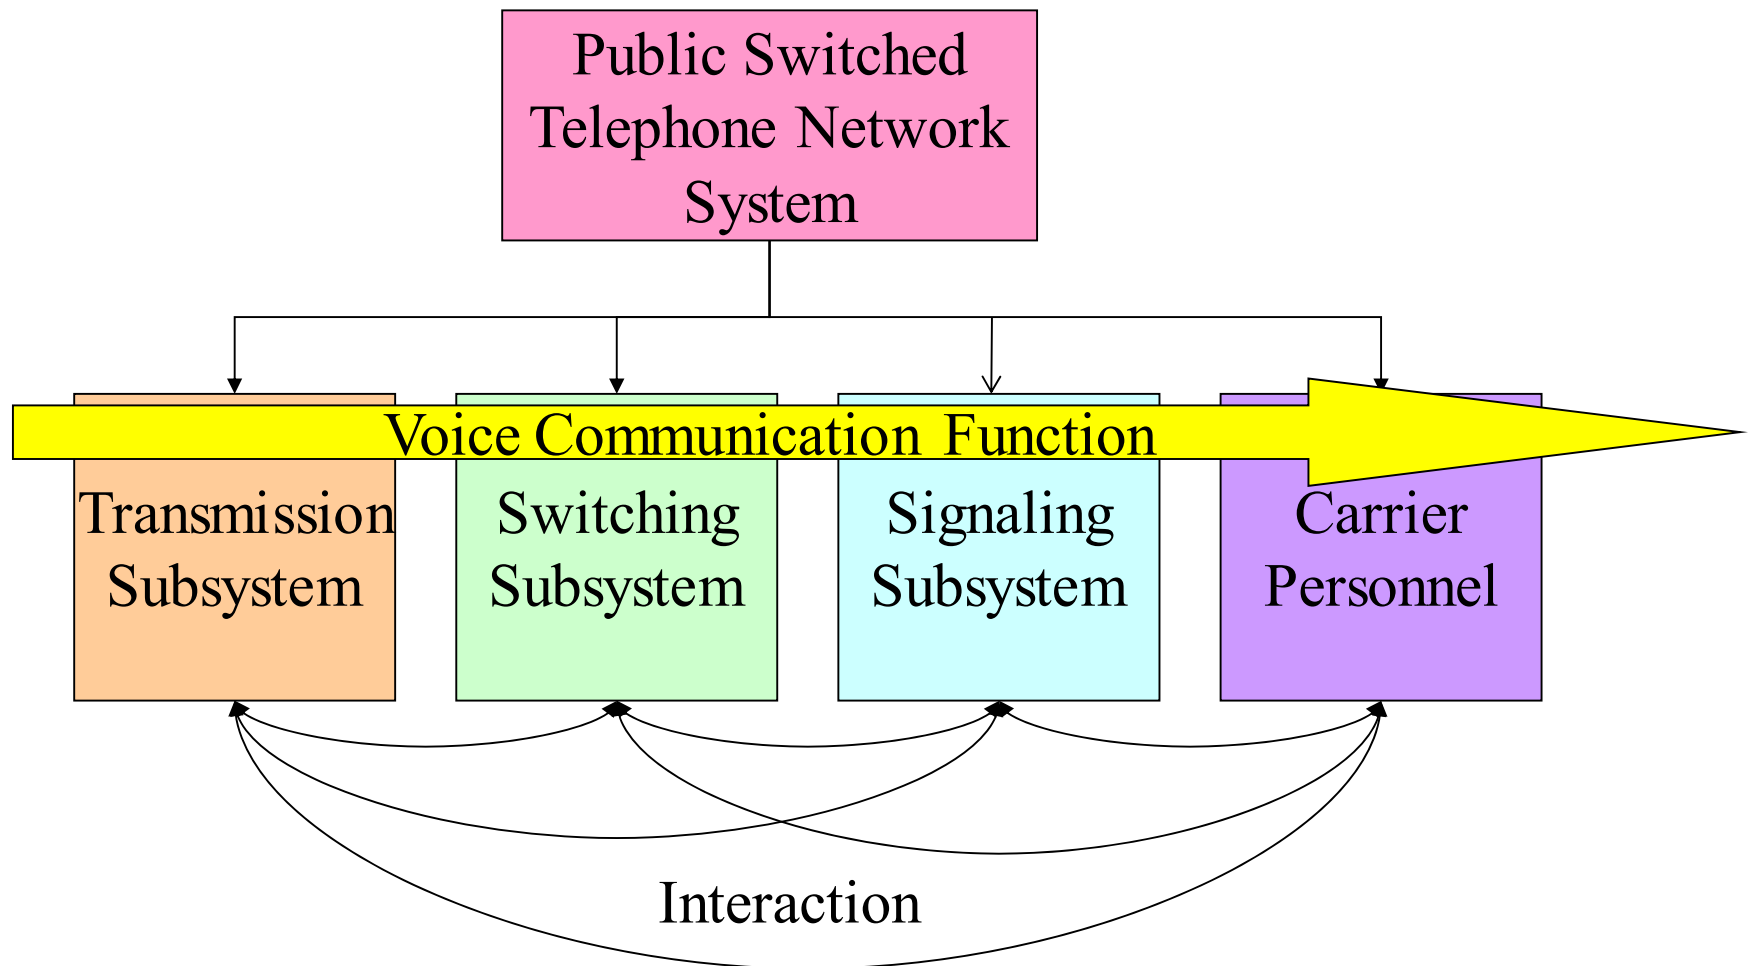 Public Switched
Telephone Network
System
Voice Communication Function
Transmission
Subsystem
Switching
Subsystem
Signaling
Subsystem
Carrier
Personnel
Interaction